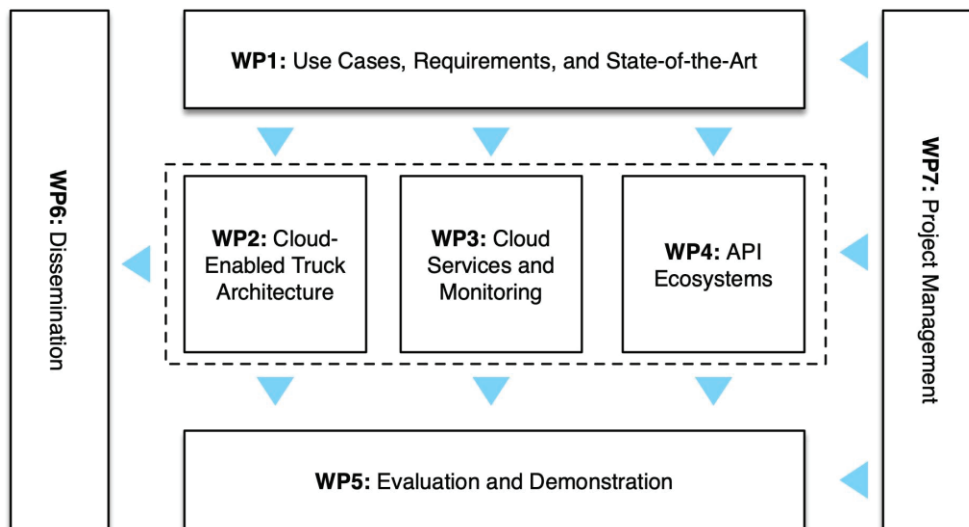 WP1: Use Cases, Requirements, and State-of-the-Art
WP6: Dissemination
WP2: Cloud-
Enabled Truck
Architecture
WP3: Cloud
Services and
Monitoring
WP4: API
Ecosystems
WP7: Project Management
WP5: Evaluation and Demonstration